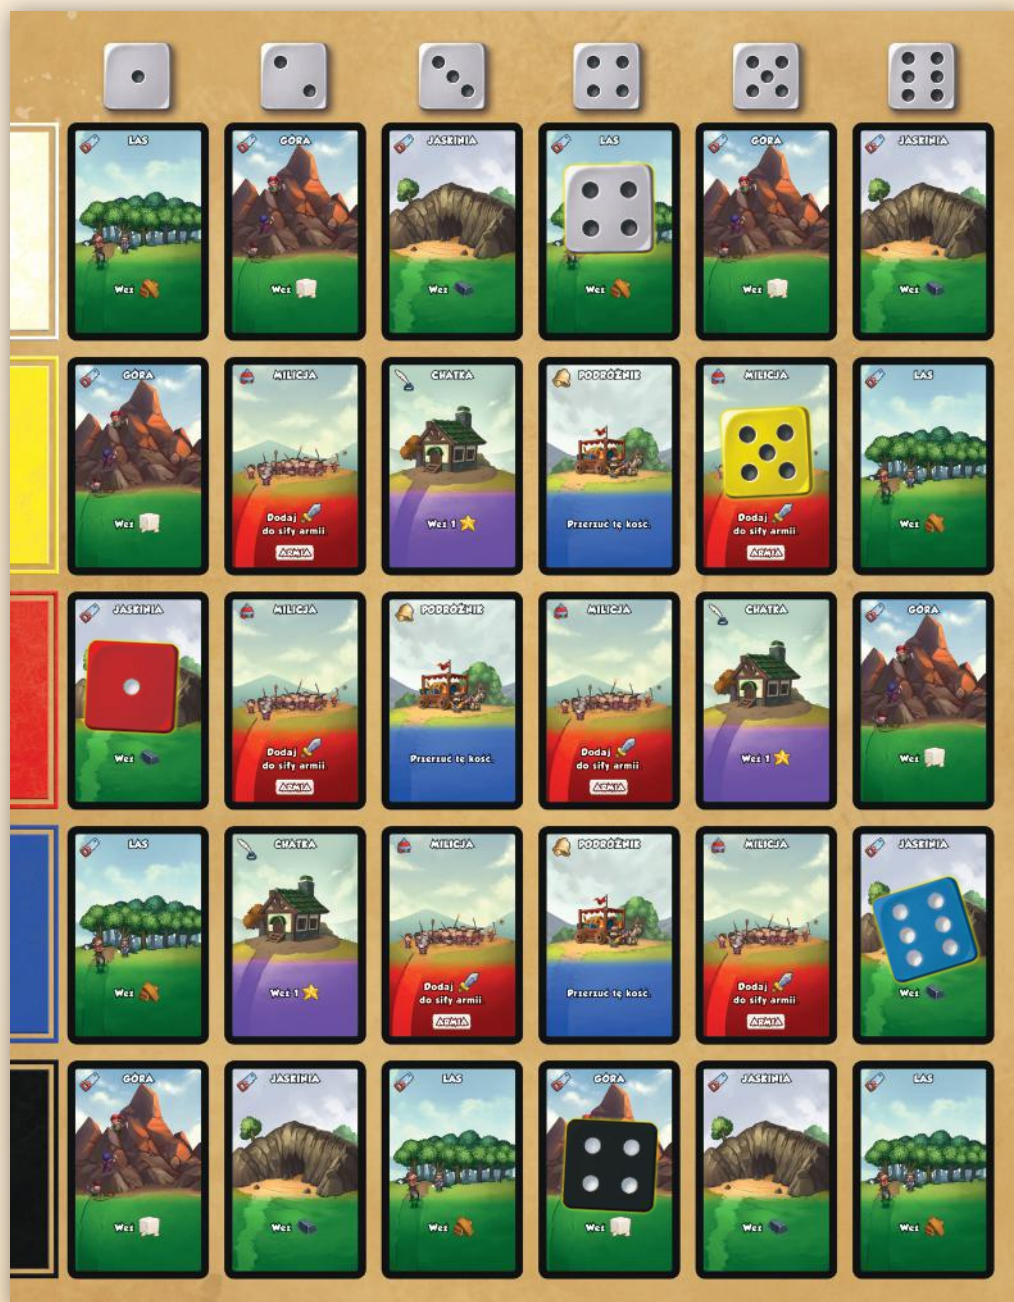 LAS
GÓRA
JASKINIA
LAS
GÓRA
JASKINIA
Weź
Weź
Weź
Weź
Weź
Weź
GÓRA
MILICJA
CHATKA
PODRÓŻNIK
MILICJA
LAS
Weź
Dodaj
do siły armii.
ARMIA
Weź 1
Przerzuć tę kość.
Dodaj
do siły armii.
ARMIA
Weź
JASKINIA
MILICJA
PODRÓŻNIK
MILICJA
CHATKA
GÓRA
Weź
Dodaj
do siły armii.
ARMIA
Przerzuć tę kość.
Dodaj
do siły armii.
ARMIA
Weź 1
Weź
LAS
CHATKA
MILICJA
PODRÓŻNIK
MILICJA
JASKINIA
Weź
Weź 1
Dodaj
do siły armii.
ARMIA
Przerzuć tę kość.
Dodaj
do siły armii.
ARMIA
Weź
GÓRA
JASKINIA
LAS
GÓRA
JASKINIA
LAS
Weź
Weź
Weź
Weź
Weź
Weź